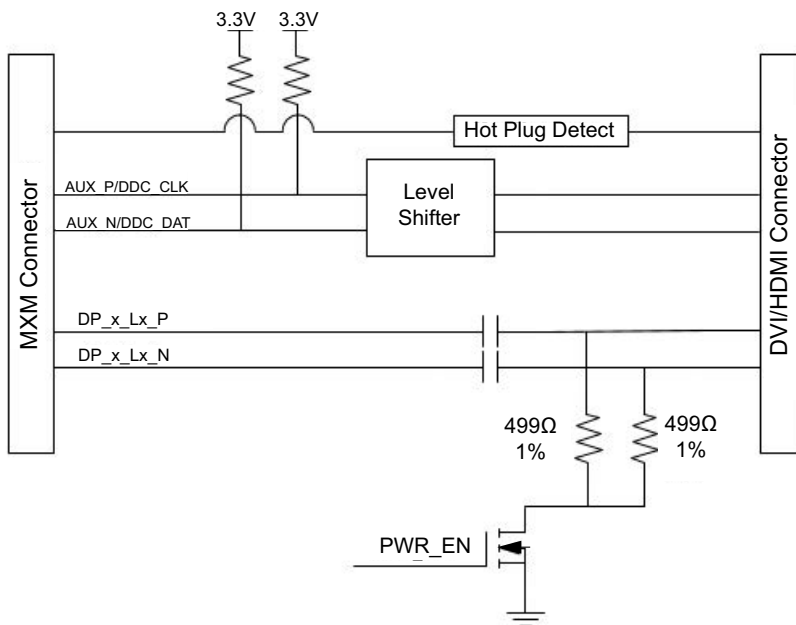 3.3V 3.3V
Hot Plug Detect
AUX_P/DDC_CLK
Level
Shifter
AUX_N/DDC_DAT
MXM Connector
DVI/HDMI Connector
DP_x_Lx_P
DP_x_Lx_N
499Ω
1%
499Ω
1%
PWR_EN